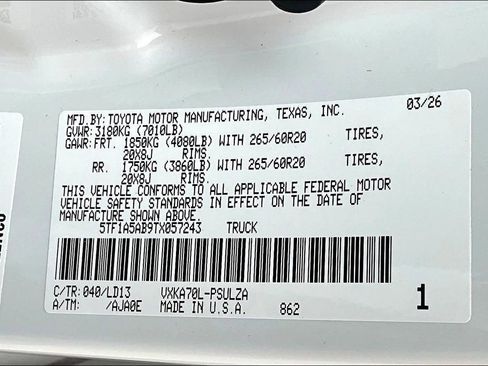 MFD.BY: TOYOTA MOTOR MANUFACTURING, TEXAS, INC. 03/26
GVWR: 3180KG (7010LB)
GAWR: FRT. 1850KG (4080LB) WITH 265/60R20 TIRES,
20X8J RIMS.
RR. 1750KG (3860LB) WITH 265/60R20 TIRES,
20X8J RIMS.
THIS VEHICLE CONFORMS TO ALL APPLICABLE FEDERAL MOTOR
VEHICLE SAFETY STANDARDS IN EFFECT ON THE DATE OF
MANUFACTURE SHOWN ABOVE.
5TF1A5AB9TX057243 TRUCK
C/TR: 040/LD13 VXKA70L-PSULZA
A/TM: /AJA0E MADE IN U.S.A. 862 1